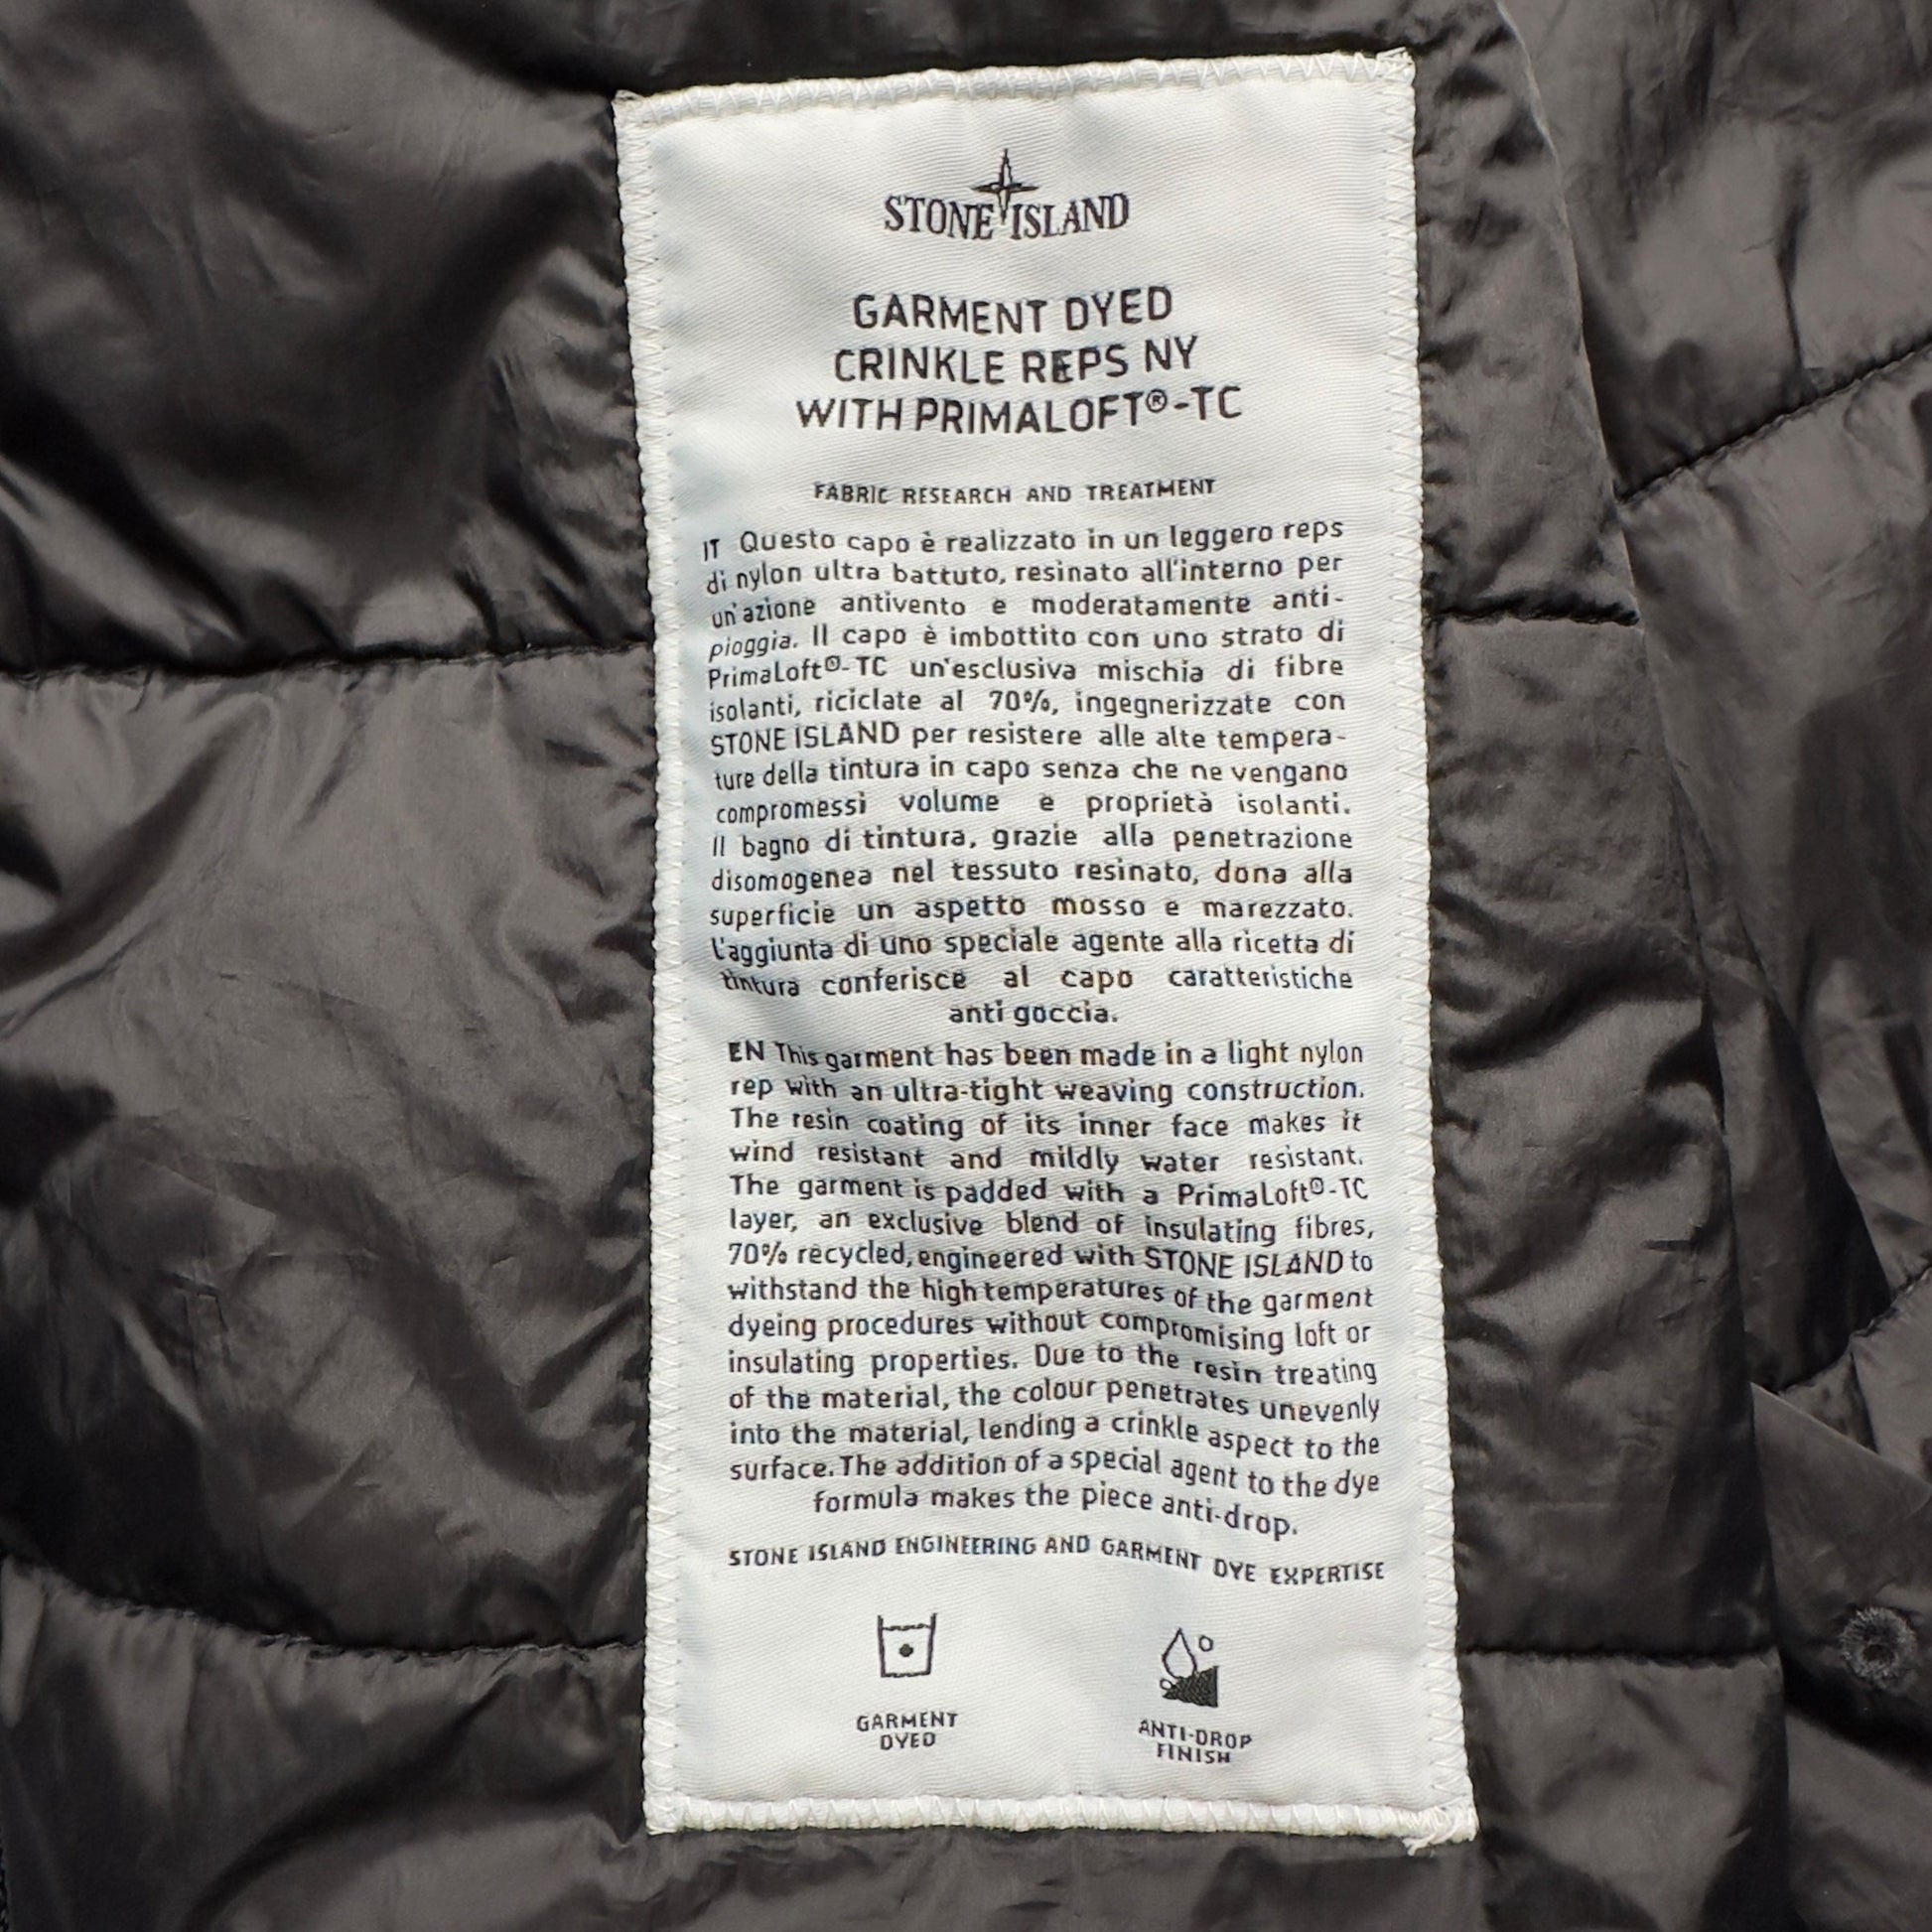 STONE ISLAND
GARMENT DYED
CRINKLE REPS NY
WITH PRIMALOFT®-TC
FABRIC RESEARCH AND TREATMENT
IT Questo capo è realizzato in un leggero reps
di nylon ultra battuto, resinato all'interno per
un'azione antivento e moderatamente anti-
pioggia. Il capo è imbottito con uno strato di
PrimaLoft®-TC un'esclusiva mischia di fibre
isolanti, riciclate al 70%, ingegnerizzate con
STONE ISLAND per resistere alle alte tempera-
ture della tintura in capo senza che ne vengano
compromessi volume e proprietà isolanti.
Il bagno di tintura, grazie alla penetrazione
disomogenea nel tessuto resinato, dona alla
superficie un aspetto mosso e marezzato.
L'aggiunta di uno speciale agente alla ricetta di
tintura conferisce al capo caratteristiche
anti goccia.
EN This garment has been made in a light nylon
rep with an ultra-tight weaving construction.
The resin coating of its inner face makes it
wind resistant and mildly water resistant.
The garment is padded with a PrimaLoft®-TC
layer, an exclusive blend of insulating fibres,
70% recycled, engineered with STONE ISLAND to
withstand the high temperatures of the garment
dyeing procedures without compromising loft or
insulating properties. Due to the resin treating
of the material, the colour penetrates unevenly
into the material, lending a crinkle aspect to the
surface. The addition of a special agent to the dye
formula makes the piece anti-drop.
STONE ISLAND ENGINEERING AND GARMENT DYE EXPERTISE
GARMENT
DYED
ANTI-DROP
FINISH